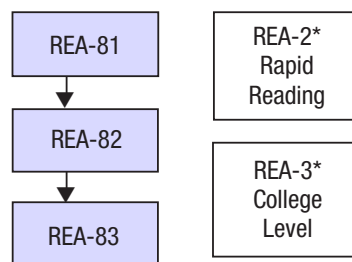 REA-81
REA-82
REA-83
REA-2*
Rapid
Reading
REA-3*
College
Level